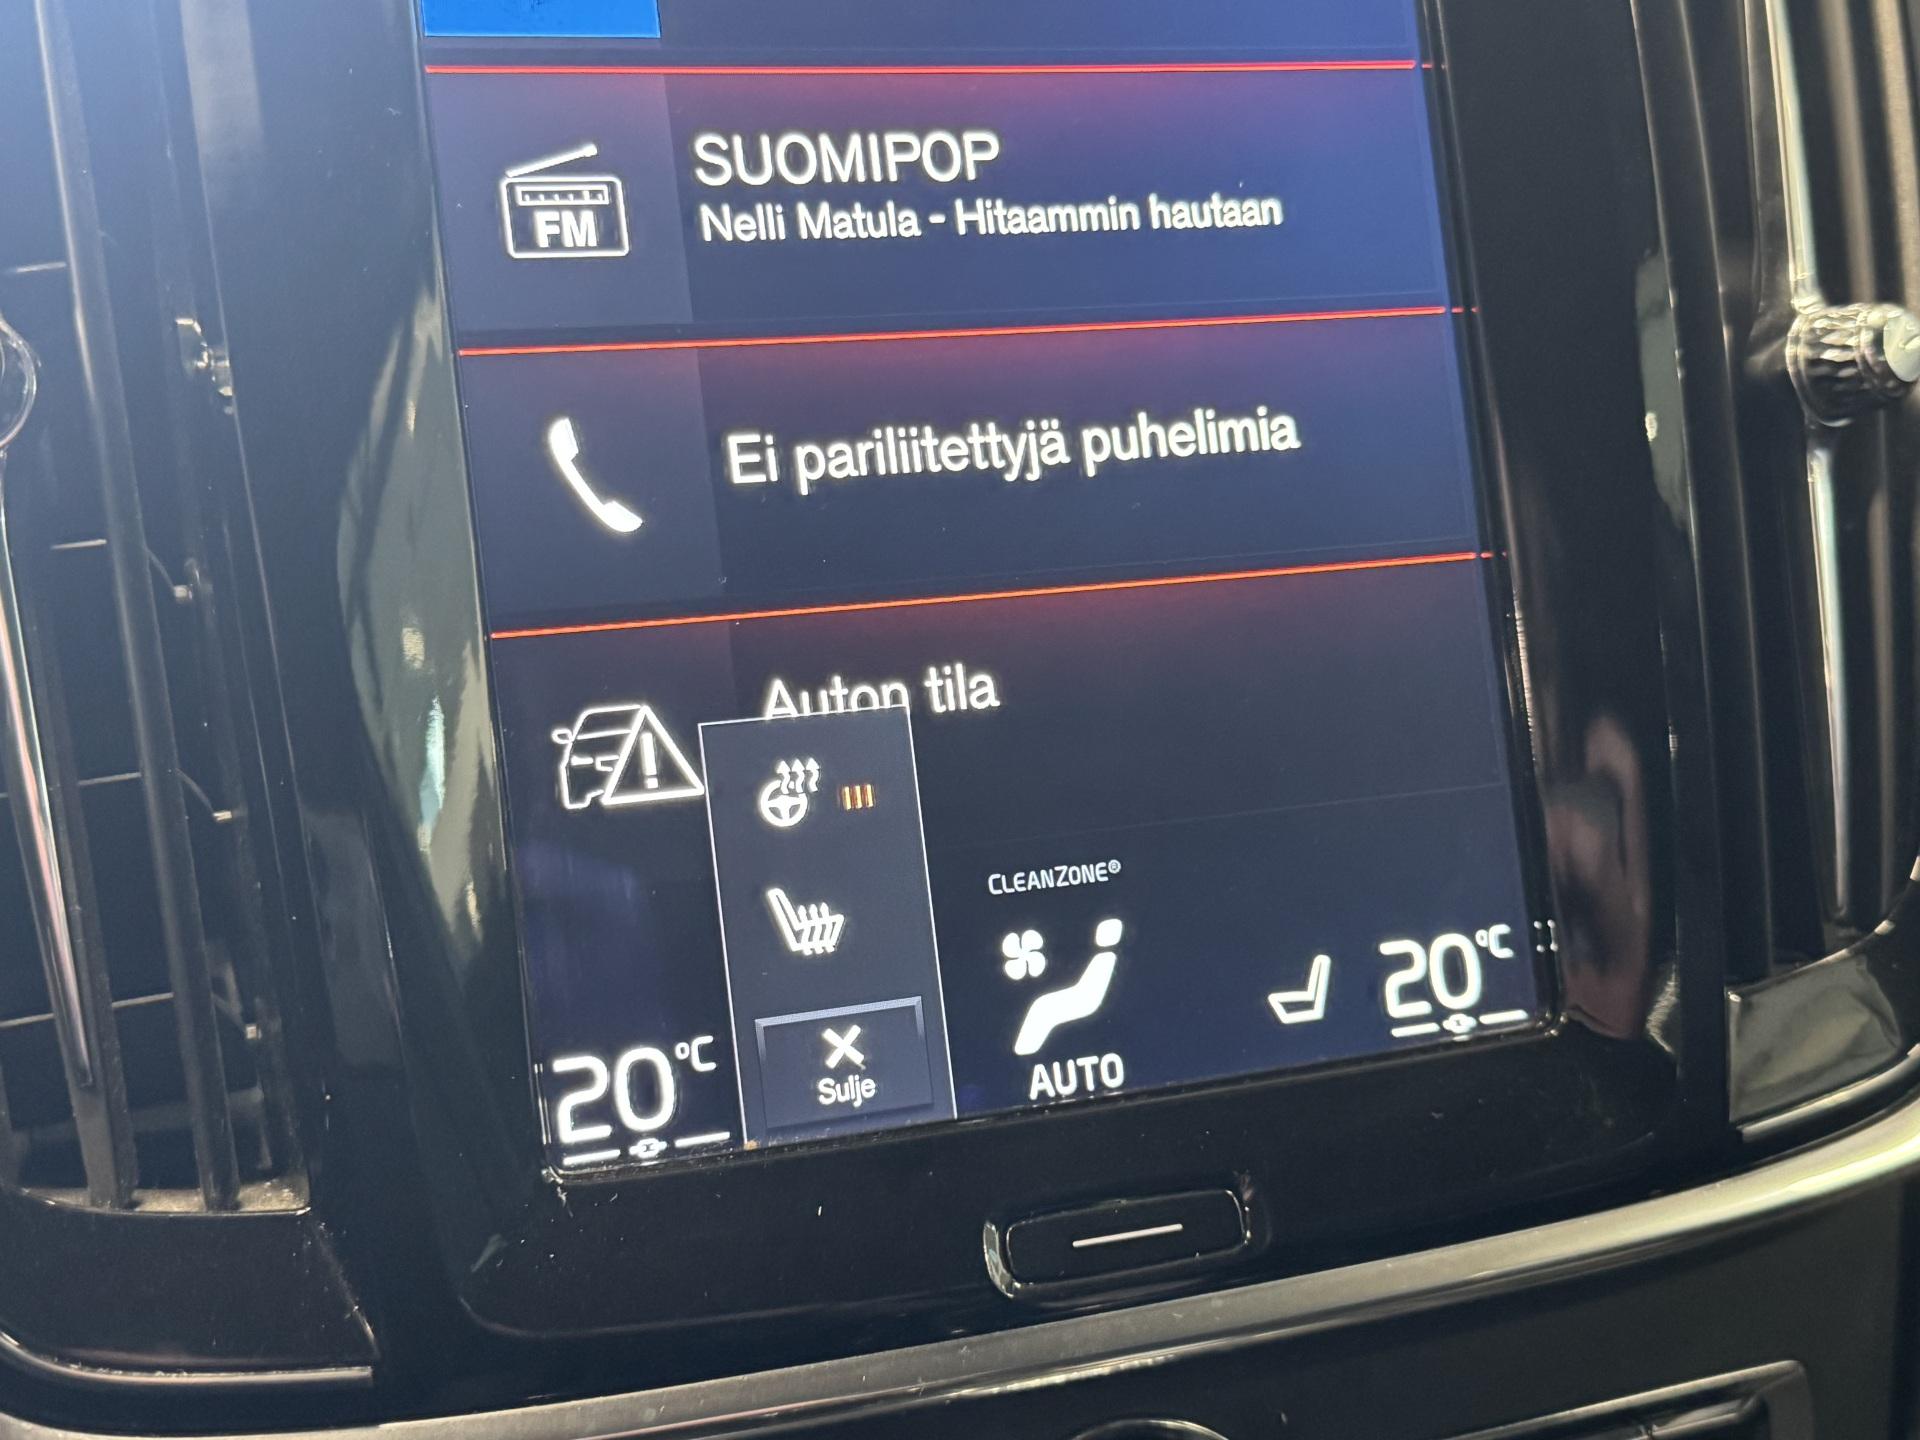 SUOMIPOP
Nelli Matula - Hitaammin hautaan
FM
Ei pariliitettyjä puhelimia
Auton tila
CLEANZONE®
20°C
20°C
Sulje
AUTO